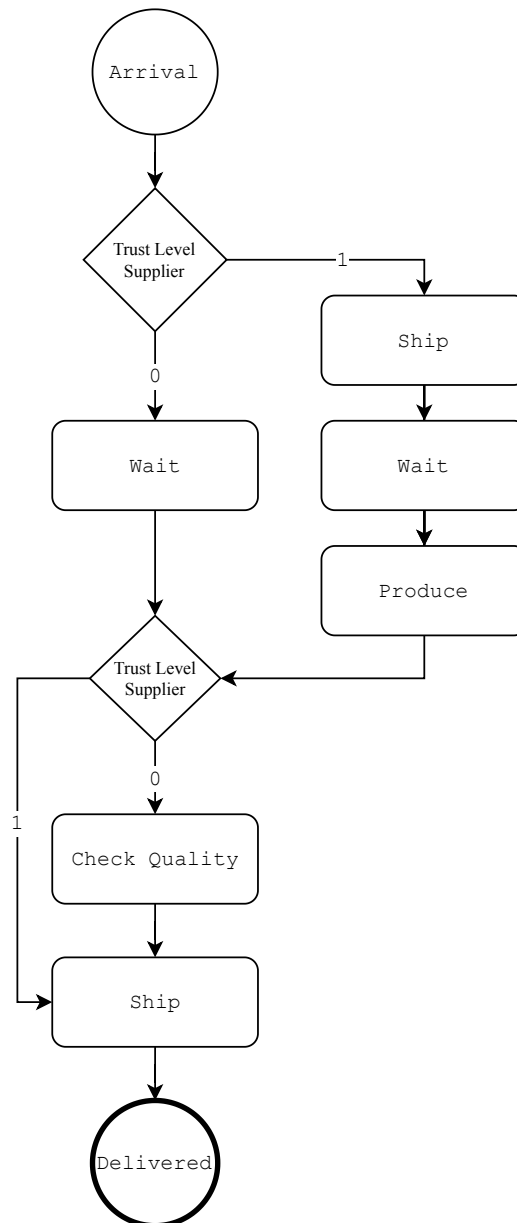 Arrival
Trust Level
Supplier
1
Ship
0
Wait
Wait
Produce
Trust Level
Supplier
0
1
Check Quality
Ship
Delivered